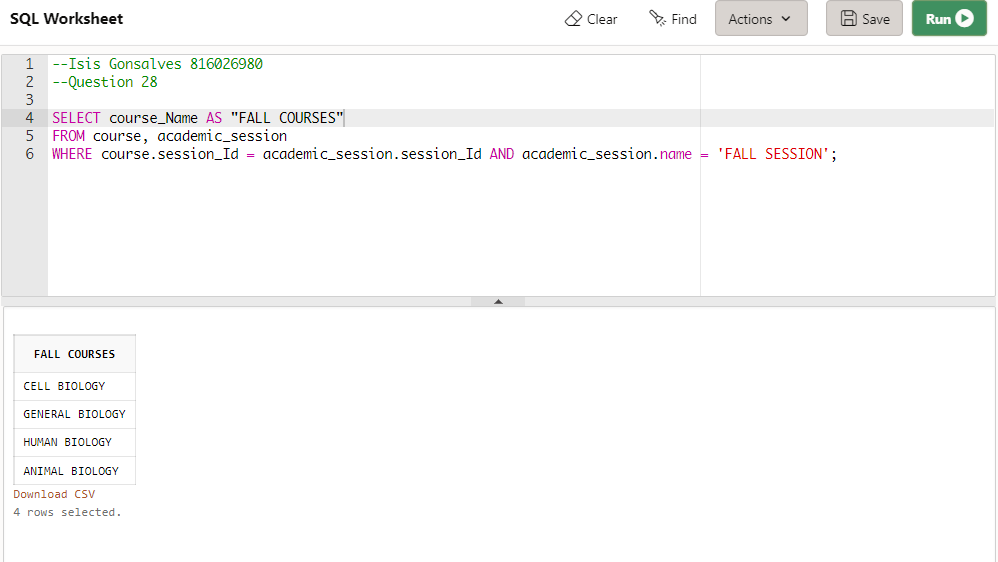 SQL Worksheet
Clear
Find
Actions
Save
Run
1 --Isis Gonsalves 816026980
2 --Question 28
3
4 SELECT course_Name AS "FALL COURSES"
5 FROM course, academic_session
6 WHERE course.session_Id = academic_session.session_Id AND academic_session.name = 'FALL SESSION';
FALL COURSES
CELL BIOLOGY
GENERAL BIOLOGY
HUMAN BIOLOGY
ANIMAL BIOLOGY
Download CSV
4 rows selected.